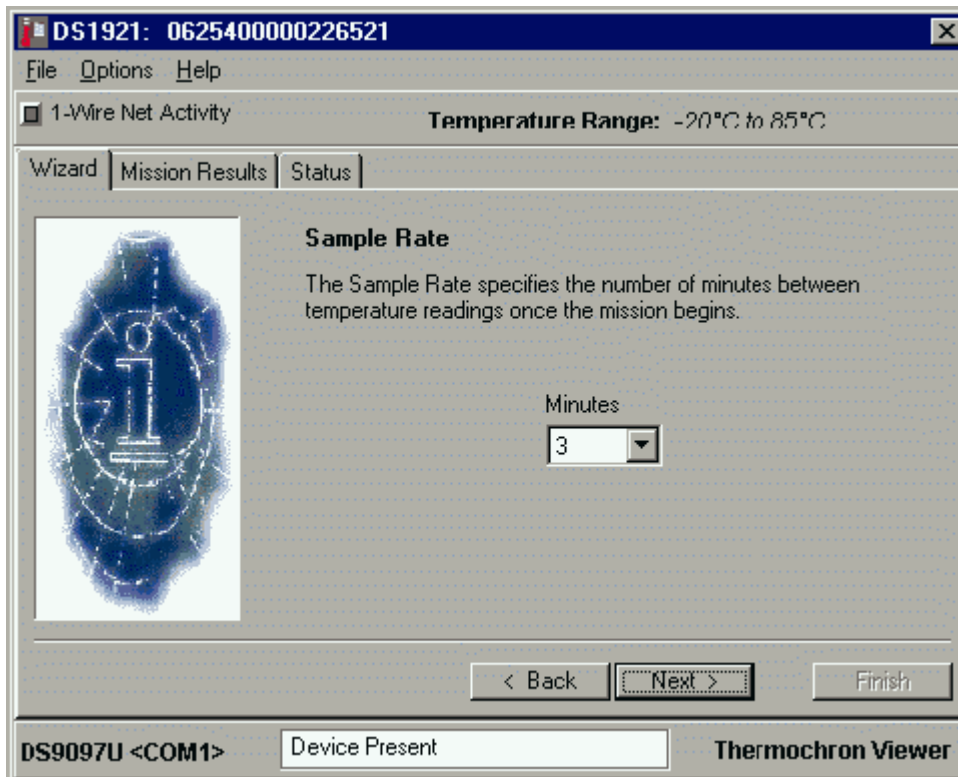 DS1921: 0625400000226521
File Options Help
1-Wire Net Activity
Temperature Range: -20°C to 85°C
Wizard Mission Results Status
Sample Rate
The Sample Rate specifies the number of minutes between
temperature readings once the mission begins.
Minutes
3
< Back Next > Finish
DS9097U <COM1> Device Present Thermochron Viewer